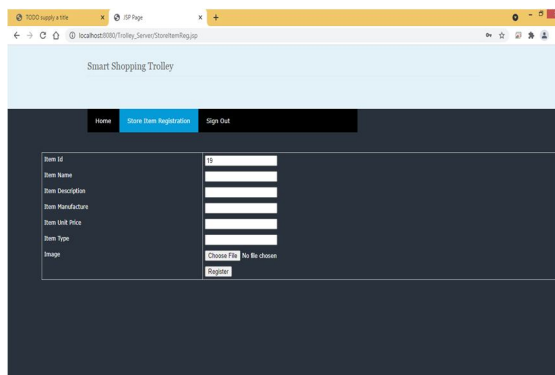 TODO supply a title
JSP Page
localhost:8080/Trolley_Server/StoreItemReg.jsp
Smart Shopping Trolley
Home Store Item Registration Sign Out
Item Id 19
Item Name
Item Description
Item Manufacture
Item Unit Price
Item Type
Image Choose File No file chosen
Register